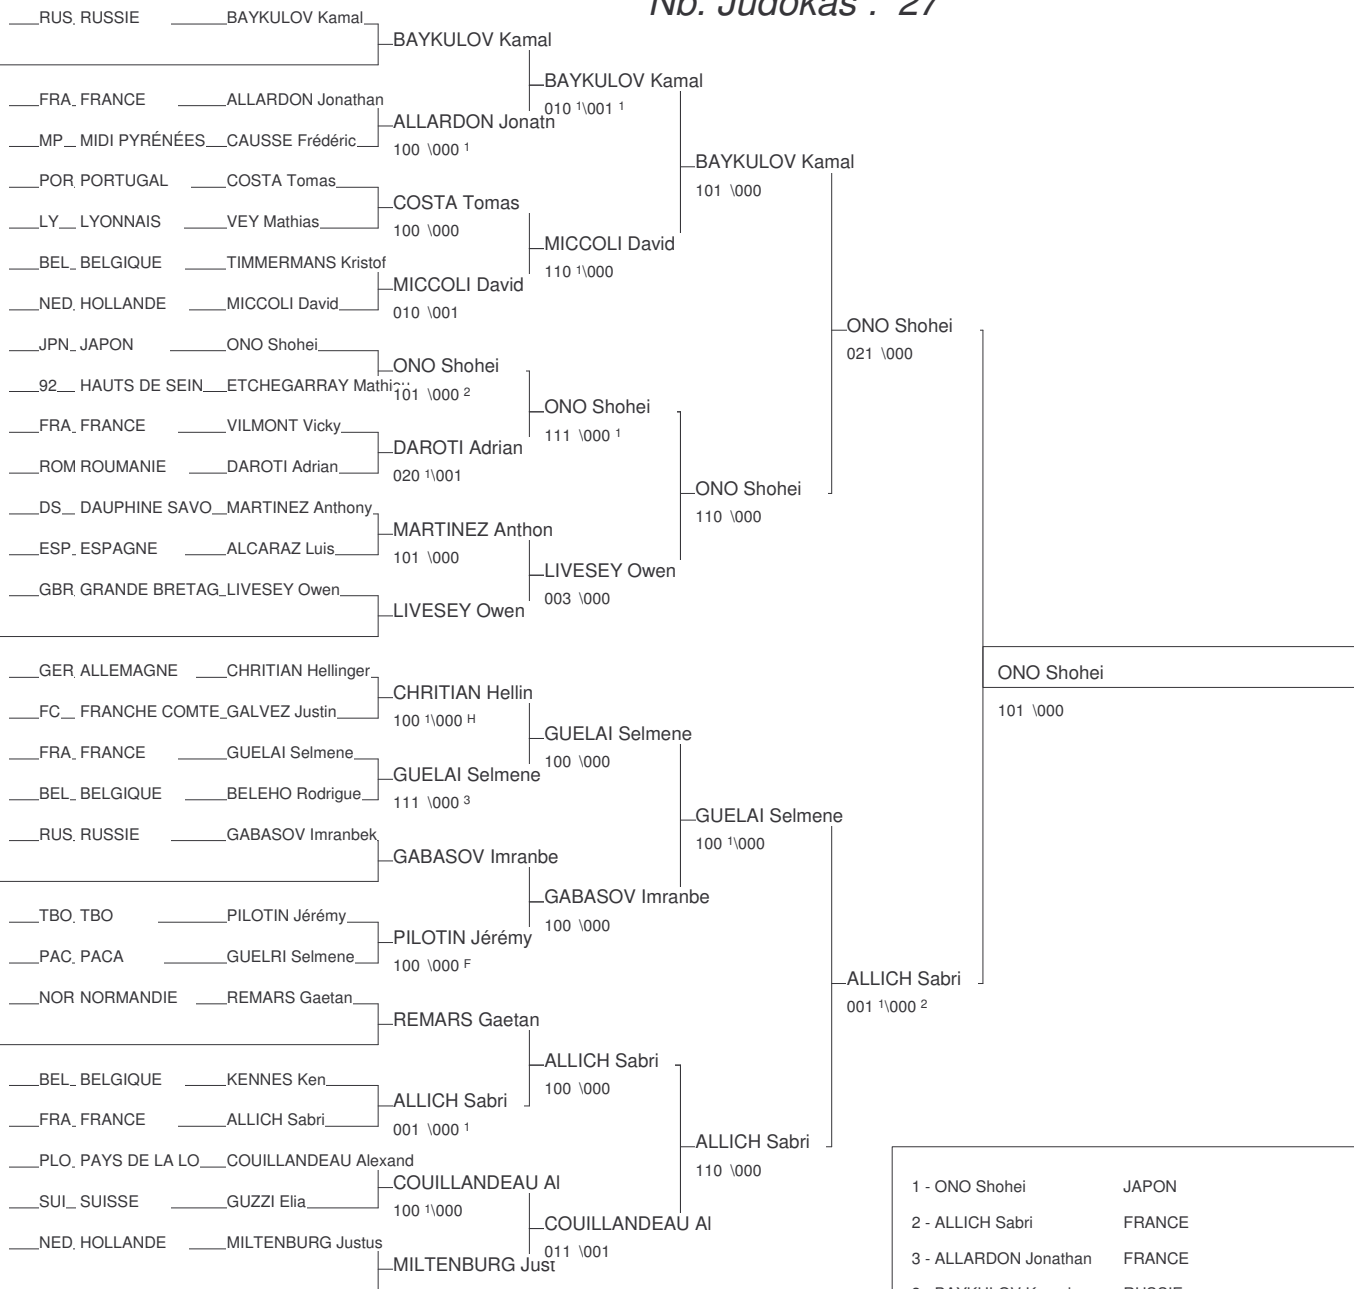 Nb. Judokas : 27
RUS RUSSIE BAYKULOV Kamal
BAYKULOV Kamal
BAYKULOV Kamal
FRA FRANCE ALLARDON Jonathan
010 1\001 1
ALLARDON Jonatn
MP MIDI PYRÉNÉES CAUSSE Frédéric
100 \000 1
BAYKULOV Kamal
POR PORTUGAL COSTA Tomas
101 \000
COSTA Tomas
LY LYONNAIS VEY Mathias
100 \000
MICCOLI David
BEL BELGIQUE TIMMERMANS Kristof
110 1\000
MICCOLI David
NED HOLLANDE MICCOLI David
010 \001
ONO Shohei
JPN JAPON ONO Shohei
021 \000
ONO Shohei
92 HAUTS DE SEIN ETCHEGARRAY Mathieu
101 \000 2
ONO Shohei
FRA FRANCE VILMONT Vicky
111 \000 1
DAROTI Adrian
ROM ROUMANIE DAROTI Adrian
020 1\001
ONO Shohei
DS DAUPHINE SAVO MARTINEZ Anthony
110 \000
MARTINEZ Anthon
ESP ESPAGNE ALCARAZ Luis
101 \000
LIVESEY Owen
GBR GRANDE BRETAG LIVESEY Owen
003 \000
LIVESEY Owen
GER ALLEMAGNE CHRITIAN Hellinger
ONO Shohei
CHRITIAN Hellin
FC FRANCHE COMTE GALVEZ Justin
101 \000
100 1\000 H
GUELAI Selmene
FRA FRANCE GUELAI Selmene
100 \000
GUELAI Selmene
BEL BELGIQUE BELEHO Rodrigue
111 \000 3
GUELAI Selmene
RUS RUSSIE GABASOV Imranbek
100 1\000
GABASOV Imranbe
GABASOV Imranbe
TBO TBO PILOTIN Jérémy
100 \000
PILOTIN Jérémy
PAC PACA GUELRI Selmene
100 \000 F
ALLICH Sabri
NOR NORMANDIE REMARS Gaetan
001 1\000 2
REMARS Gaetan
ALLICH Sabri
BEL BELGIQUE KENNES Ken
100 \000
ALLICH Sabri
FRA FRANCE ALLICH Sabri
001 \000 1
ALLICH Sabri
PLO PAYS DE LA LO COUILLANDEAU Alexand
110 \000
COUILLANDEAU Al
SUI SUISSE GUZZI Elia
100 1\000
COUILLANDEAU Al
NED HOLLANDE MILTENBURG Justus
011 \001
MILTENBURG Just
1 - ONO Shohei JAPON
2 - ALLICH Sabri FRANCE
3 - ALLARDON Jonathan FRANCE